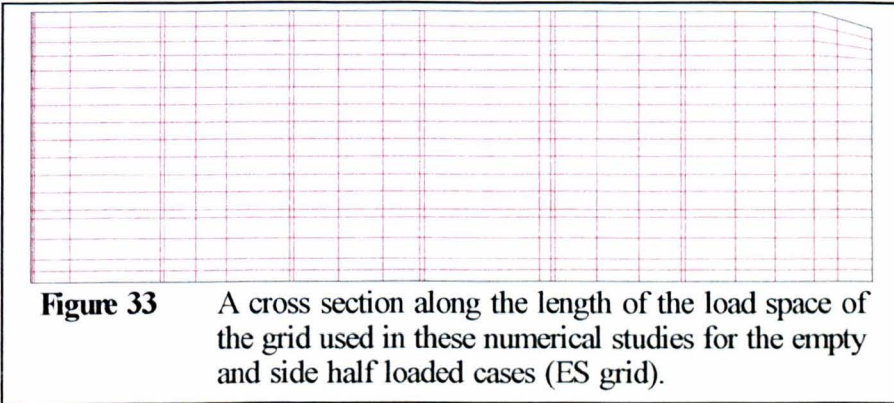 Figure 33 A cross section along the length of the load space of
the grid used in these numerical studies for the empty
and side half loaded cases (ES grid).